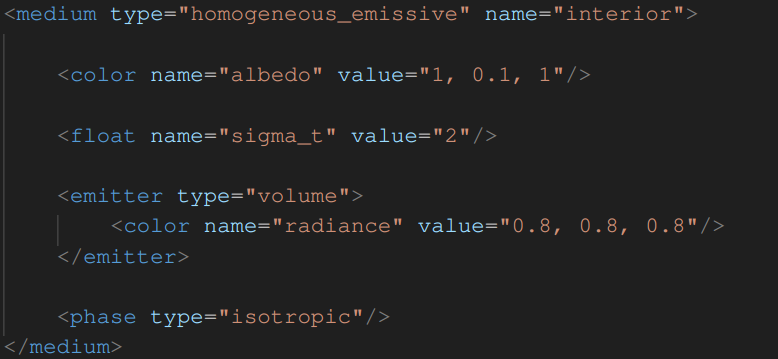 <medium type="homogeneous_emissive" name="interior">
<color name="albedo" value="1, 0.1, 1"/>
<float name="sigma_t" value="2"/>
<emitter type="volume">
<color name="radiance" value="0.8, 0.8, 0.8"/>
</emitter>
<phase type="isotropic"/>
</medium>